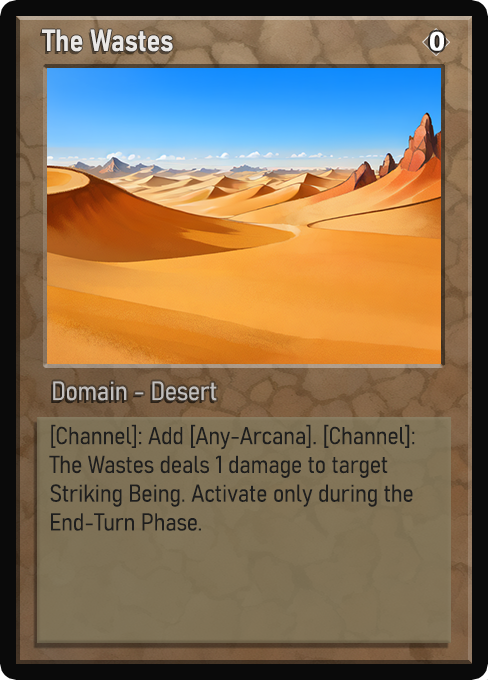 The Wastes
0
Domain - Desert
[Channel]: Add [Any-Arcana]. [Channel]:
The Wastes deals 1 damage to target
Striking Being. Activate only during the
End-Turn Phase.